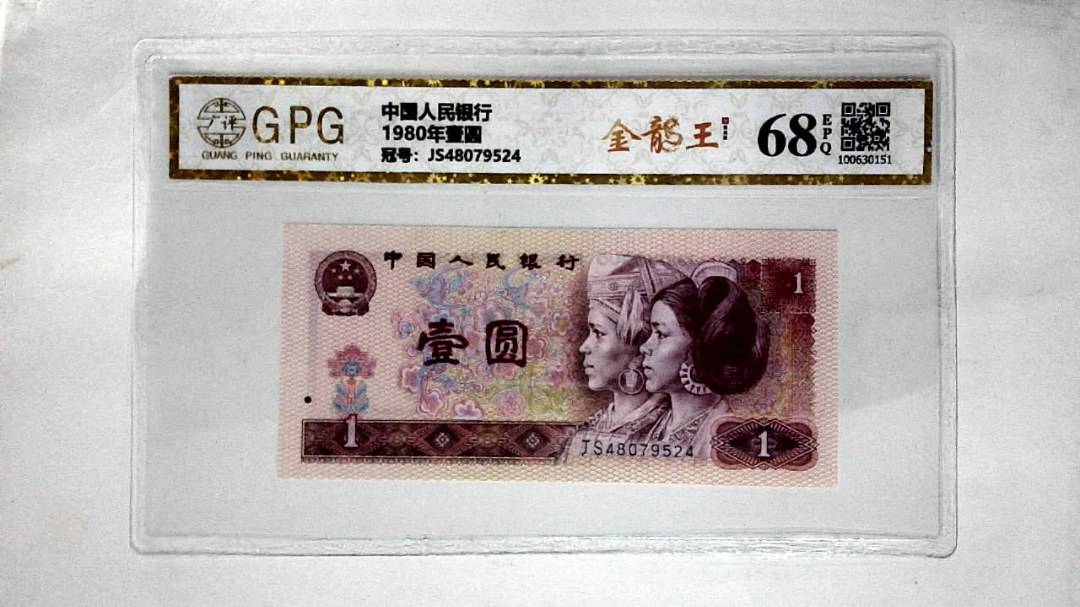 GPG
GUANG PING GUARANTY
中国人民银行
1980年壹圆
冠号：JS48079524
金龙王
68
EPQ
100630151
中国人民银行
壹圆
1
1
JS48079524
1